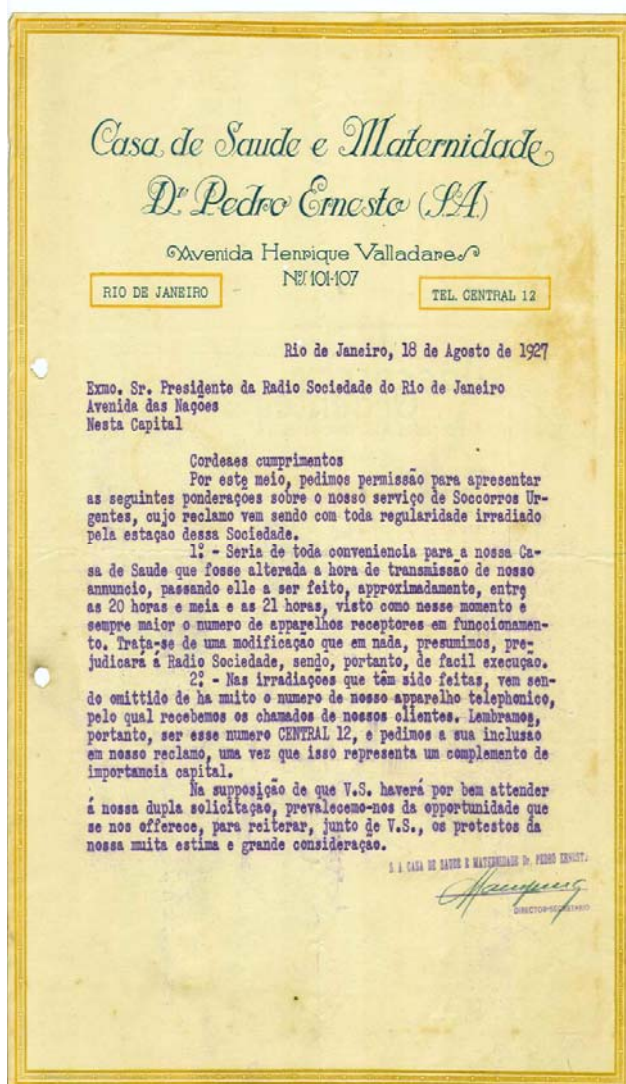 Casa de Saude e Maternidade
Dr Pedro Ernesto (S.A.)
Avenida Henrique Valladares
Nos 101-107
RIO DE JANEIRO
TEL. CENTRAL 12
Rio de Janeiro, 18 de Agosto de 1927
Exmo. Sr. Presidente da Radio Sociedade do Rio de Janeiro
Avenida das Nações
Nesta Capital
Cordeaes cumprimentos
Por este meio, pedimos permissão para apresentar
as seguintes ponderações sobre o nosso serviço de Soccorros Ur-
gentes, cujo reclamo vem sendo com toda regularidade irradiado
pela estação dessa Sociedade.
1º - Seria de toda conveniencia para a nossa Ca-
sa de Saude que fosse alterada a hora de transmissão de nosso
annuncio, passando elle a ser feito, approximadamente, entre
as 20 horas e meia e as 21 horas, visto como nesse momento é
sempre maior o numero de apparelhos receptores em funccionamen-
to. Trata-se de uma modificação que em nada, presumimos, pre-
judicará á Radio Sociedade, sendo, portanto, de facil execução.
2º - Nas irradiações que têm sido feitas, vem sen-
do omittido de ha muito o numero de nosso apparelho telephonico,
pelo qual recebemos os chamados de nossos clientes. Lembramos,
portanto, ser esse numero CENTRAL 12, e pedimos a sua inclusão
em nosso reclamo, uma vez que isso representa um complemento de
importancia capital.
Na supposição de que V.S. haverá por bem attender
á nossa dupla solicitação, prevalecemo-nos da opportunidade que
se nos offerece, para reiterar, junto de V.S., os protestos da
nossa muita estima e grande consideração.
S. A CASA DE SAUDE E MATERNIDADE Dr. PEDRO ERNEST.
DIRECTOR-SECRETARIO